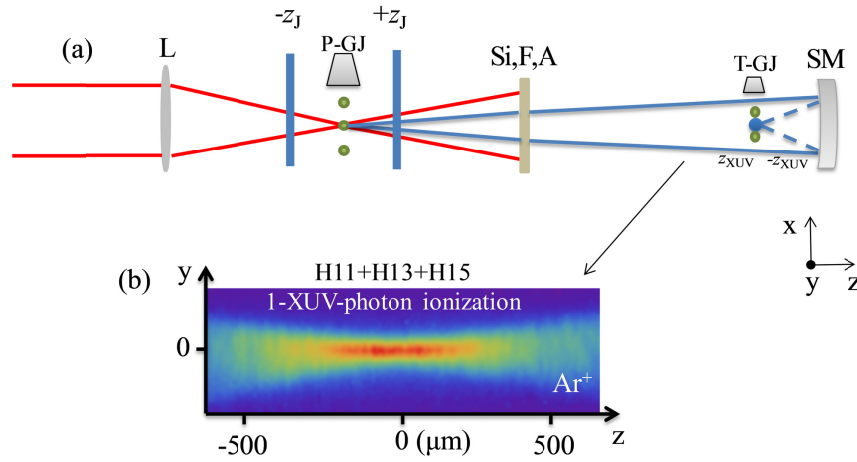 (a)
L
-zJ
P-GJ
+zJ
Si,F,A
T-GJ
SM
zXUV
-zXUV
x
z
y
(b)
y
H11+H13+H15
1-XUV-photon ionization
0
Ar+
-500
0 (μm)
500
z